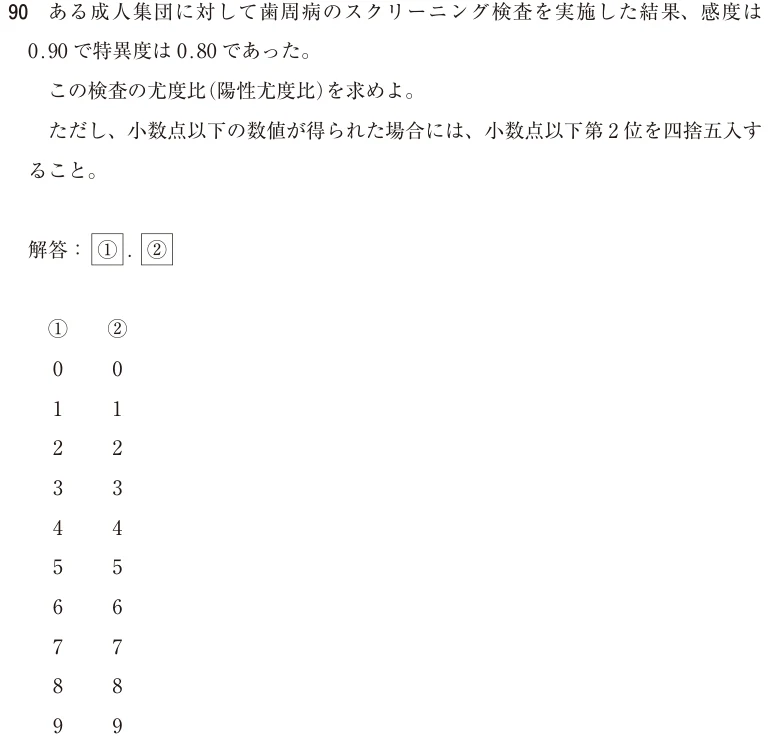 90 ある成人集団に対して歯周病のスクリーニング検査を実施した結果、感度は
0.90で特異度は0.80であった。
この検査の尤度比(陽性尤度比)を求めよ。
ただし、小数点以下の数値が得られた場合には、小数点以下第2位を四捨五入す
ること。
解答：①.②
① ②
0 0
1 1
2 2
3 3
4 4
5 5
6 6
7 7
8 8
9 9